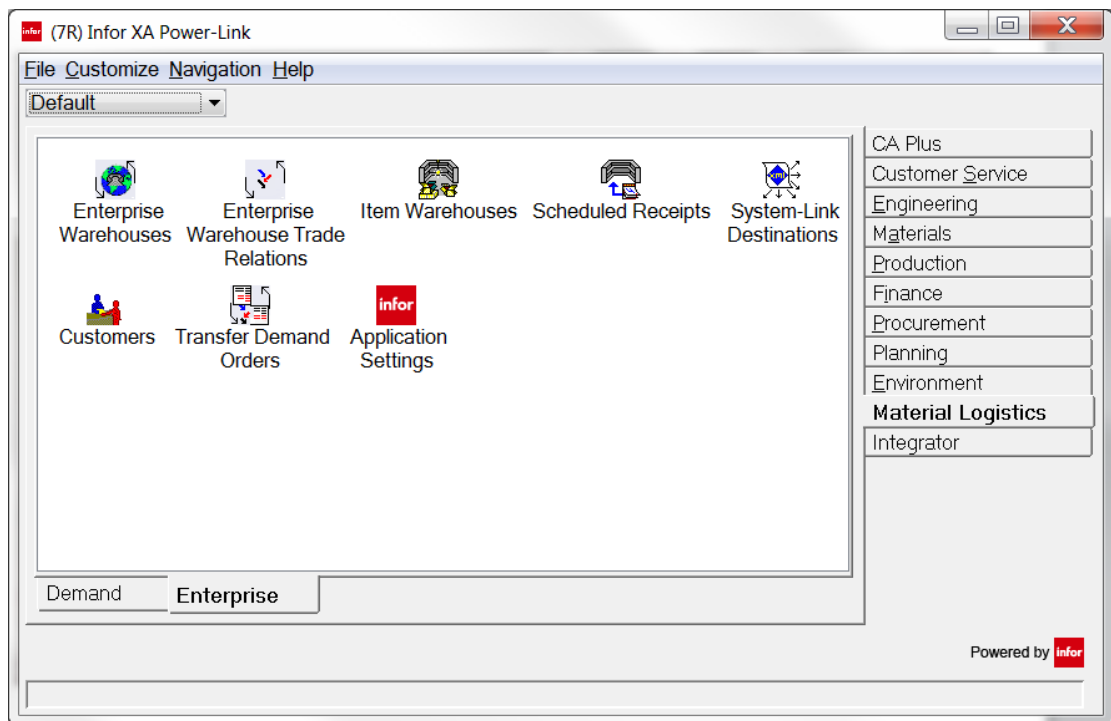 infor (7R) Infor XA Power-Link
File Customize Navigation Help
Default
Enterprise
Warehouses
Enterprise
Warehouse Trade
Relations
Item Warehouses
Scheduled Receipts
xml
System-Link
Destinations
Customers
Transfer Demand
Orders
infor
Application
Settings
CA Plus
Customer Service
Engineering
Materials
Production
Finance
Procurement
Planning
Environment
Material Logistics
Integrator
Demand
Enterprise
Powered by infor